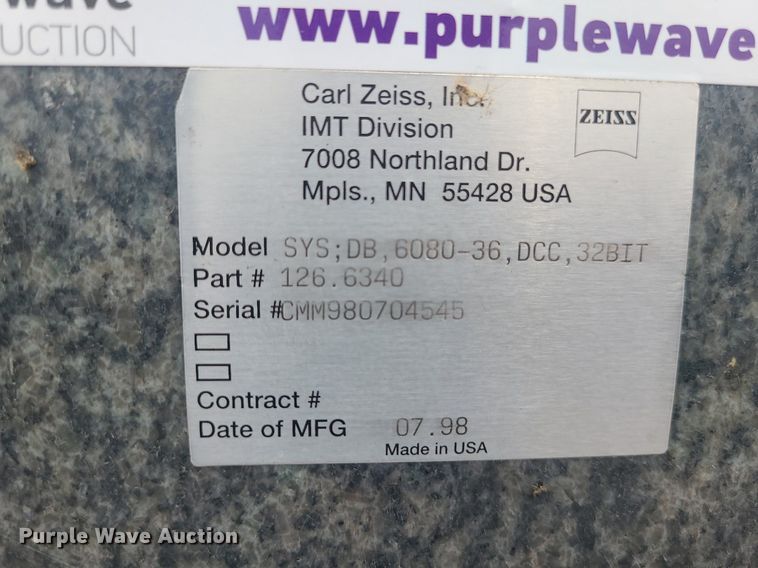 wave
UCTION
www.purplewave
Carl Zeiss, Inc.
ZEISS
IMT Division
7008 Northland Dr.
Mpls., MN 55428 USA
Model SYS;DB,6080-36,DCC,32BIT
Part # 126.6340
Serial #CMM980704545
Contract #
Date of MFG 07.98
Made in USA
Purple Wave Auction